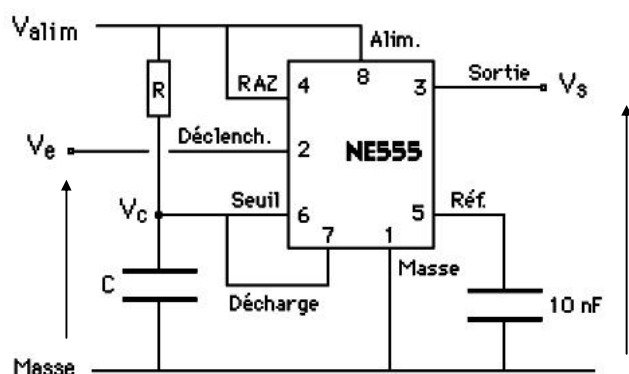 Valim
Alim.
R
RAZ
4
8
3
Sortie
Vs
Ve
Déclench.
2
NE555
Vc
Seuil
6
7
1
5
Réf.
C
Décharge
Masse
10 nF
Masse